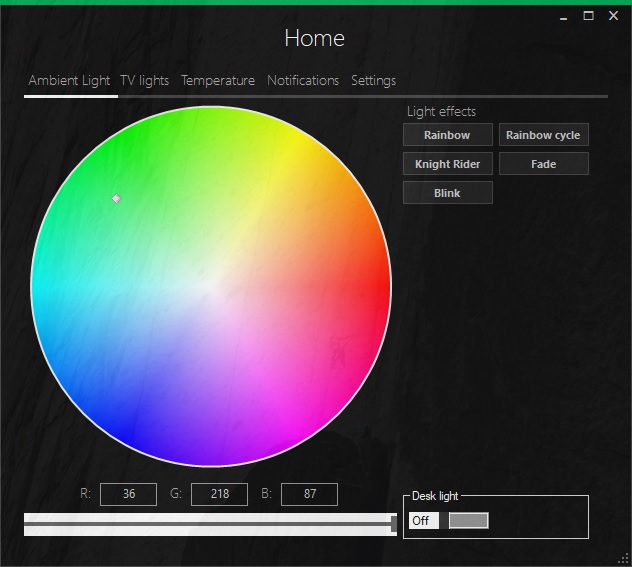 Home
Ambient Light TV lights Temperature Notifications Settings
Light effects
Rainbow Rainbow cycle
Knight Rider Fade
Blink
R: 36 G: 218 B: 87
Desk light
Off